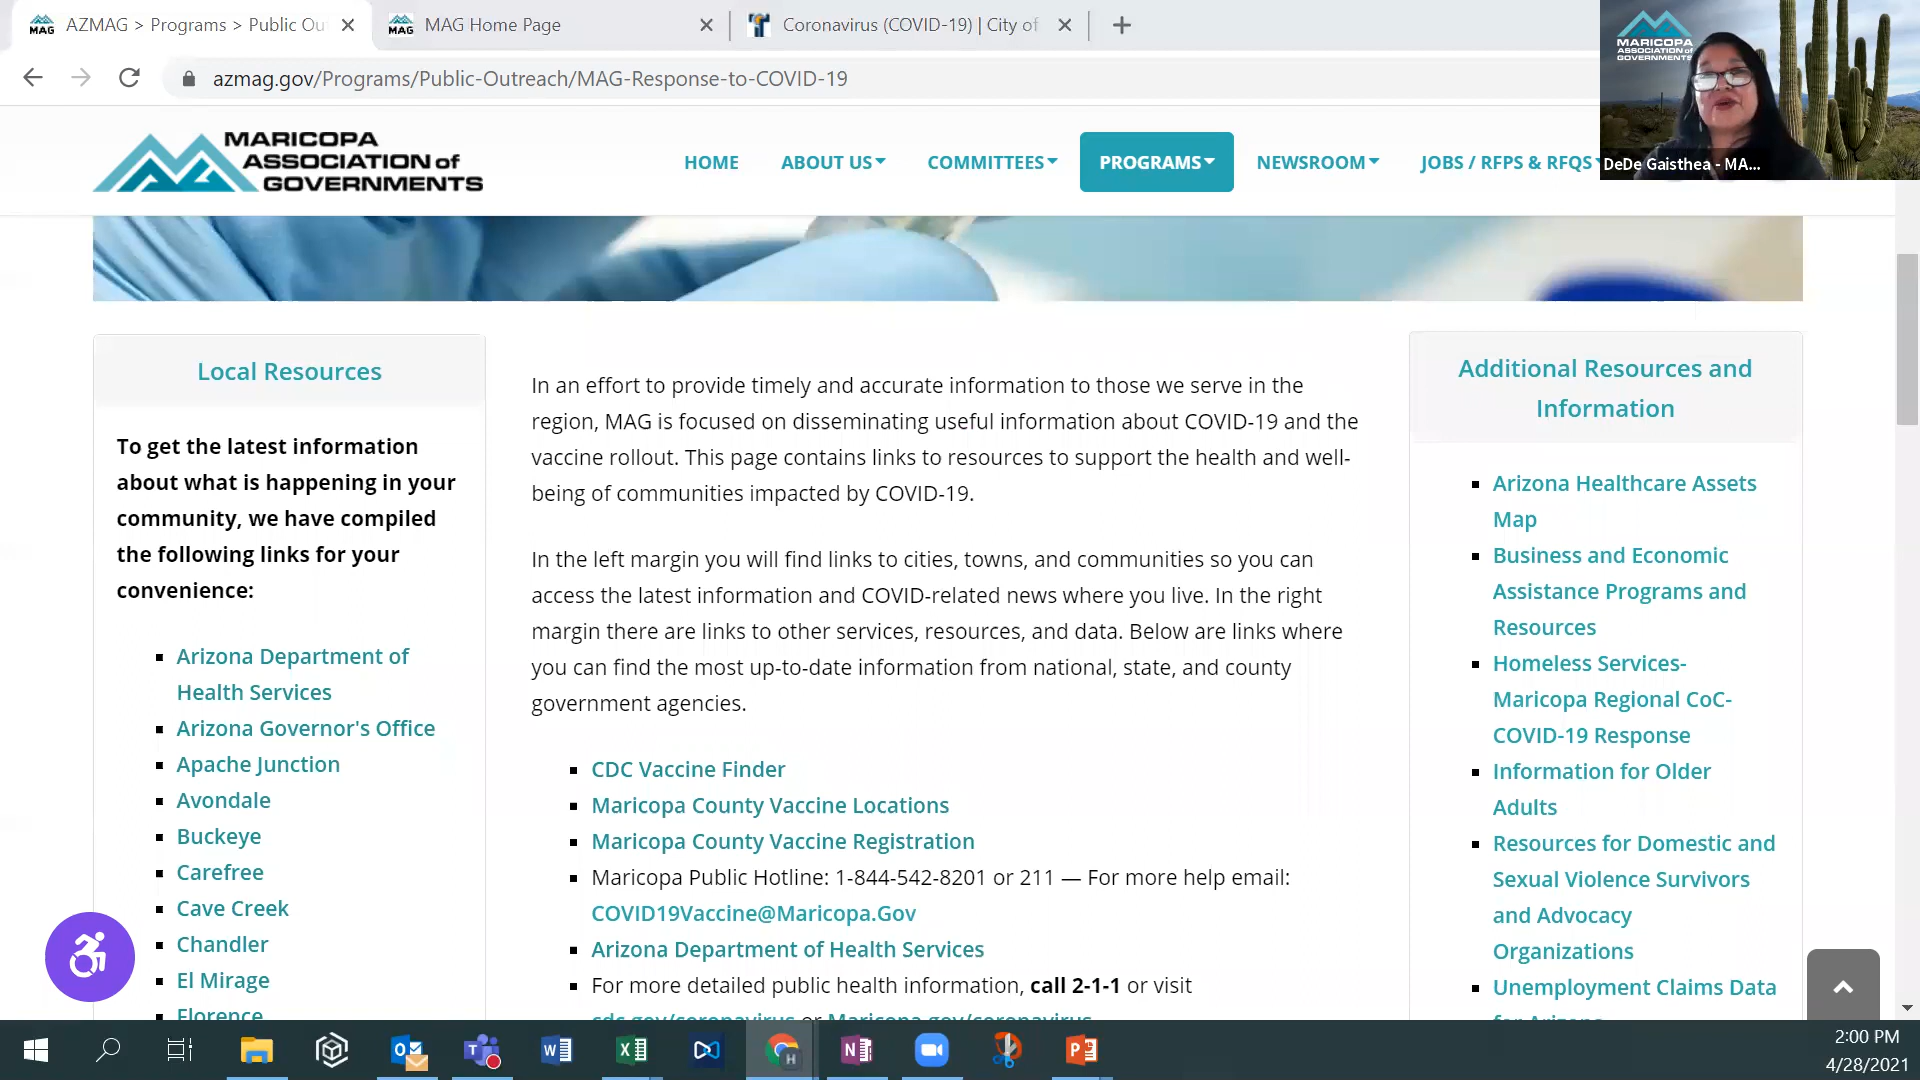 AZMAG > Programs > Public Ou
MAG Home Page
Coronavirus (COVID-19) | City of
azmag.gov/Programs/Public-Outreach/MAG-Response-to-COVID-19
MARICOPA
ASSOCIATION of
GOVERNMENTS
HOME
ABOUT US
COMMITTEES
PROGRAMS
NEWSROOM
JOBS / RFPS & RFQS
MARICOPA
ASSOCIATION of
GOVERNMENTS
DeDe Gaisthea - MA...
Local Resources
To get the latest information
about what is happening in your
community, we have compiled
the following links for your
convenience:
Arizona Department of
Health Services
Arizona Governor's Office
Apache Junction
Avondale
Buckeye
Carefree
Cave Creek
Chandler
El Mirage
Florence
In an effort to provide timely and accurate information to those we serve in the
region, MAG is focused on disseminating useful information about COVID-19 and the
vaccine rollout. This page contains links to resources to support the health and well-
being of communities impacted by COVID-19.
In the left margin you will find links to cities, towns, and communities so you can
access the latest information and COVID-related news where you live. In the right
margin there are links to other services, resources, and data. Below are links where
you can find the most up-to-date information from national, state, and county
government agencies.
CDC Vaccine Finder
Maricopa County Vaccine Locations
Maricopa County Vaccine Registration
Maricopa Public Hotline: 1-844-542-8201 or 211 — For more help email:
COVID19Vaccine@Maricopa.Gov
Arizona Department of Health Services
For more detailed public health information, call 2-1-1 or visit
cdc.gov/coronavirus or Maricopa.gov/coronavirus
Additional Resources and
Information
Arizona Healthcare Assets
Map
Business and Economic
Assistance Programs and
Resources
Homeless Services-
Maricopa Regional CoC-
COVID-19 Response
Information for Older
Adults
Resources for Domestic and
Sexual Violence Survivors
and Advocacy
Organizations
Unemployment Claims Data
for Arizona
2:00 PM
4/28/2021